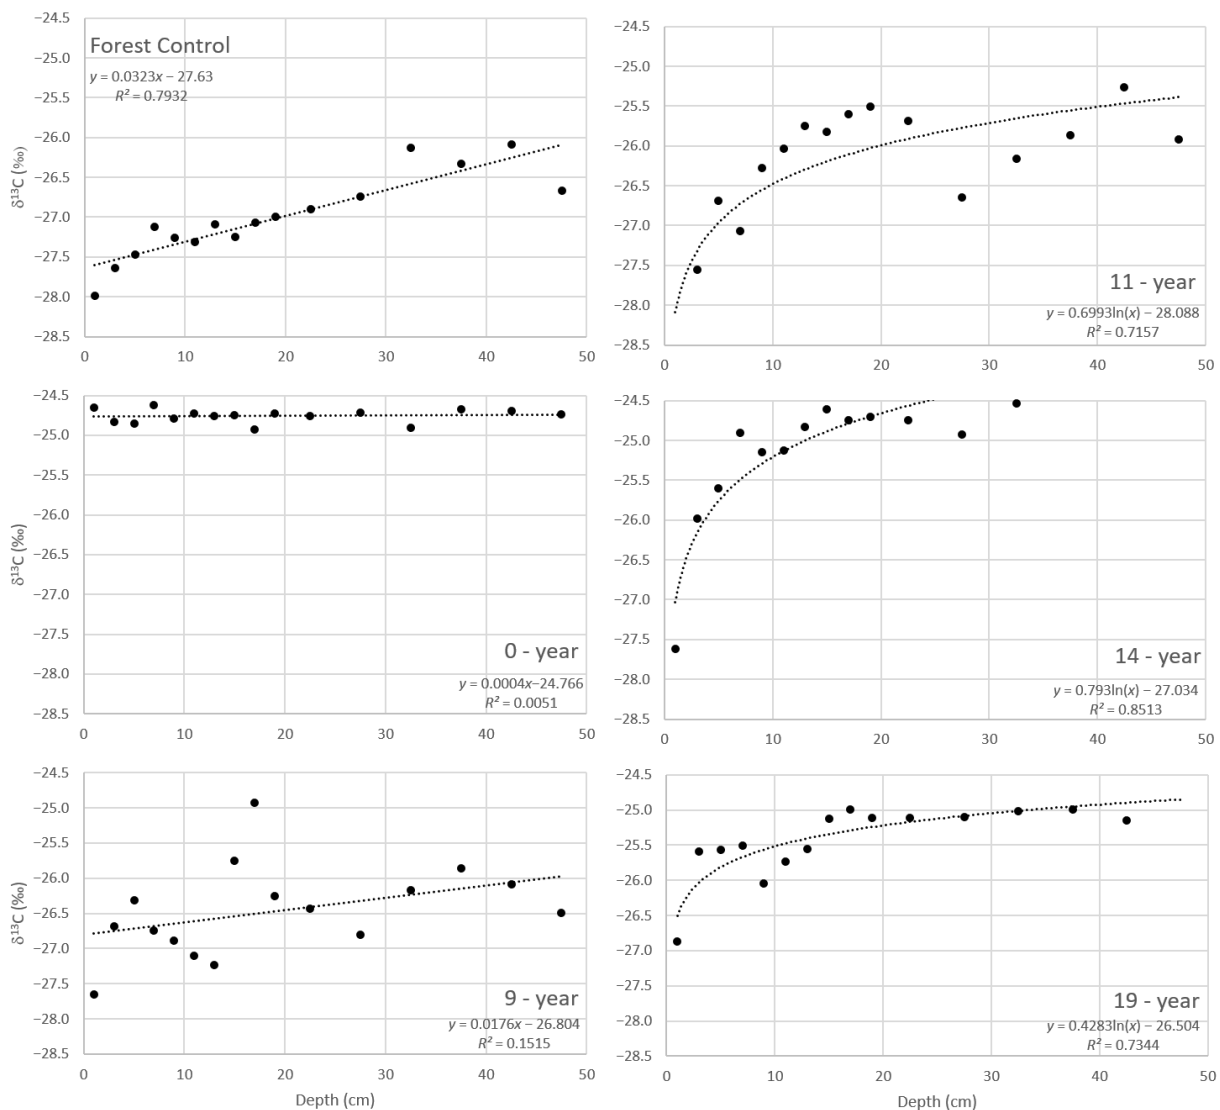 −24.5
−25.0
−25.5
−26.0
−26.5
−27.0
−27.5
−28.0
−28.5
δ¹³C (‰)
Forest Control
y = 0.0323x − 27.63
R² = 0.7932
0 10 20 30 40 50
−24.5
−25.0
−25.5
−26.0
−26.5
−27.0
−27.5
−28.0
−28.5
11 - year
y = 0.6993ln(x) − 28.088
R² = 0.7157
0 10 20 30 40 50
−24.5
−25.0
−25.5
−26.0
−26.5
−27.0
−27.5
−28.0
−28.5
δ¹³C (‰)
0 - year
y = 0.0004x−24.766
R² = 0.0051
0 10 20 30 40 50
−24.5
−25.0
−25.5
−26.0
−26.5
−27.0
−27.5
−28.0
−28.5
14 - year
y = 0.793ln(x) − 27.034
R² = 0.8513
0 10 20 30 40 50
−24.5
−25.0
−25.5
−26.0
−26.5
−27.0
−27.5
−28.0
−28.5
δ¹³C (‰)
9 - year
y = 0.0176x − 26.804
R² = 0.1515
0 10 20 30 40 50
Depth (cm)
−24.5
−25.0
−25.5
−26.0
−26.5
−27.0
−27.5
−28.0
−28.5
19 - year
y = 0.4283ln(x) − 26.504
R² = 0.7344
0 10 20 30 40 50
Depth (cm)